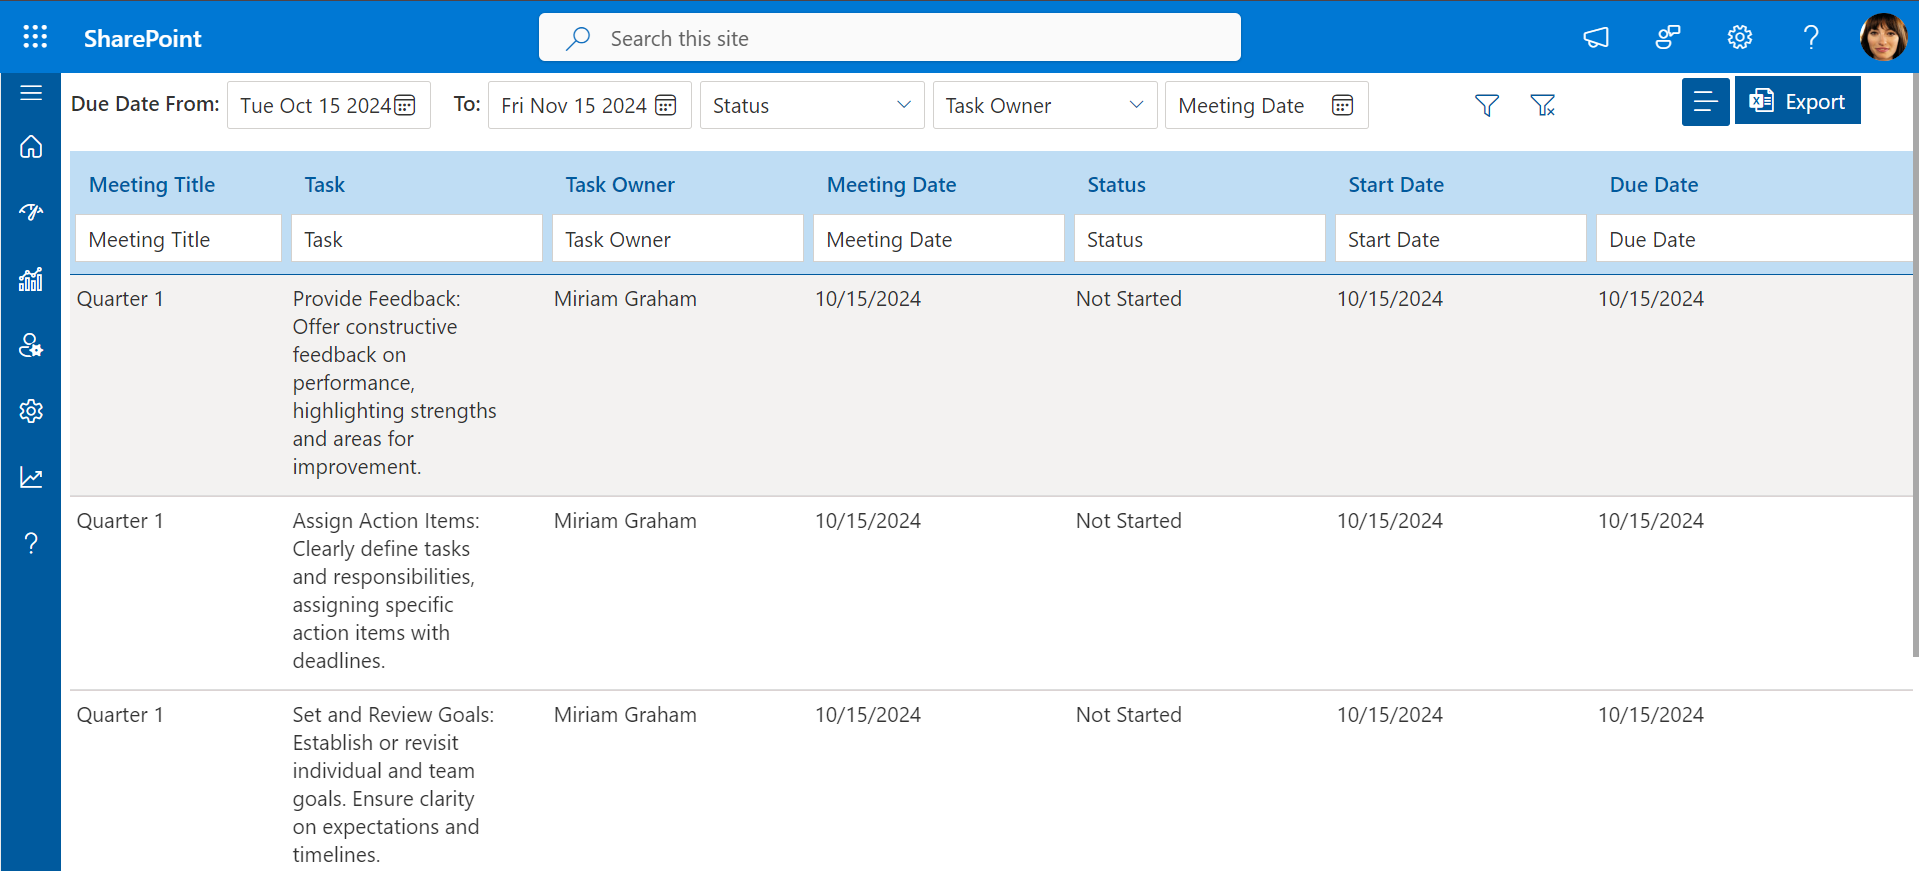 SharePoint
Search this site
?
Due Date From: Tue Oct 15 2024 To: Fri Nov 15 2024 Status Task Owner Meeting Date Export
Meeting Title Task Task Owner Meeting Date Status Start Date Due Date
Meeting Title Task Task Owner Meeting Date Status Start Date Due Date
Quarter 1 Provide Feedback: Miriam Graham 10/15/2024 Not Started 10/15/2024 10/15/2024
Offer constructive
feedback on
performance,
highlighting strengths
and areas for
improvement.
Quarter 1 Assign Action Items: Miriam Graham 10/15/2024 Not Started 10/15/2024 10/15/2024
Clearly define tasks
and responsibilities,
assigning specific
action items with
deadlines.
Quarter 1 Set and Review Goals: Miriam Graham 10/15/2024 Not Started 10/15/2024 10/15/2024
Establish or revisit
individual and team
goals. Ensure clarity
on expectations and
timelines.